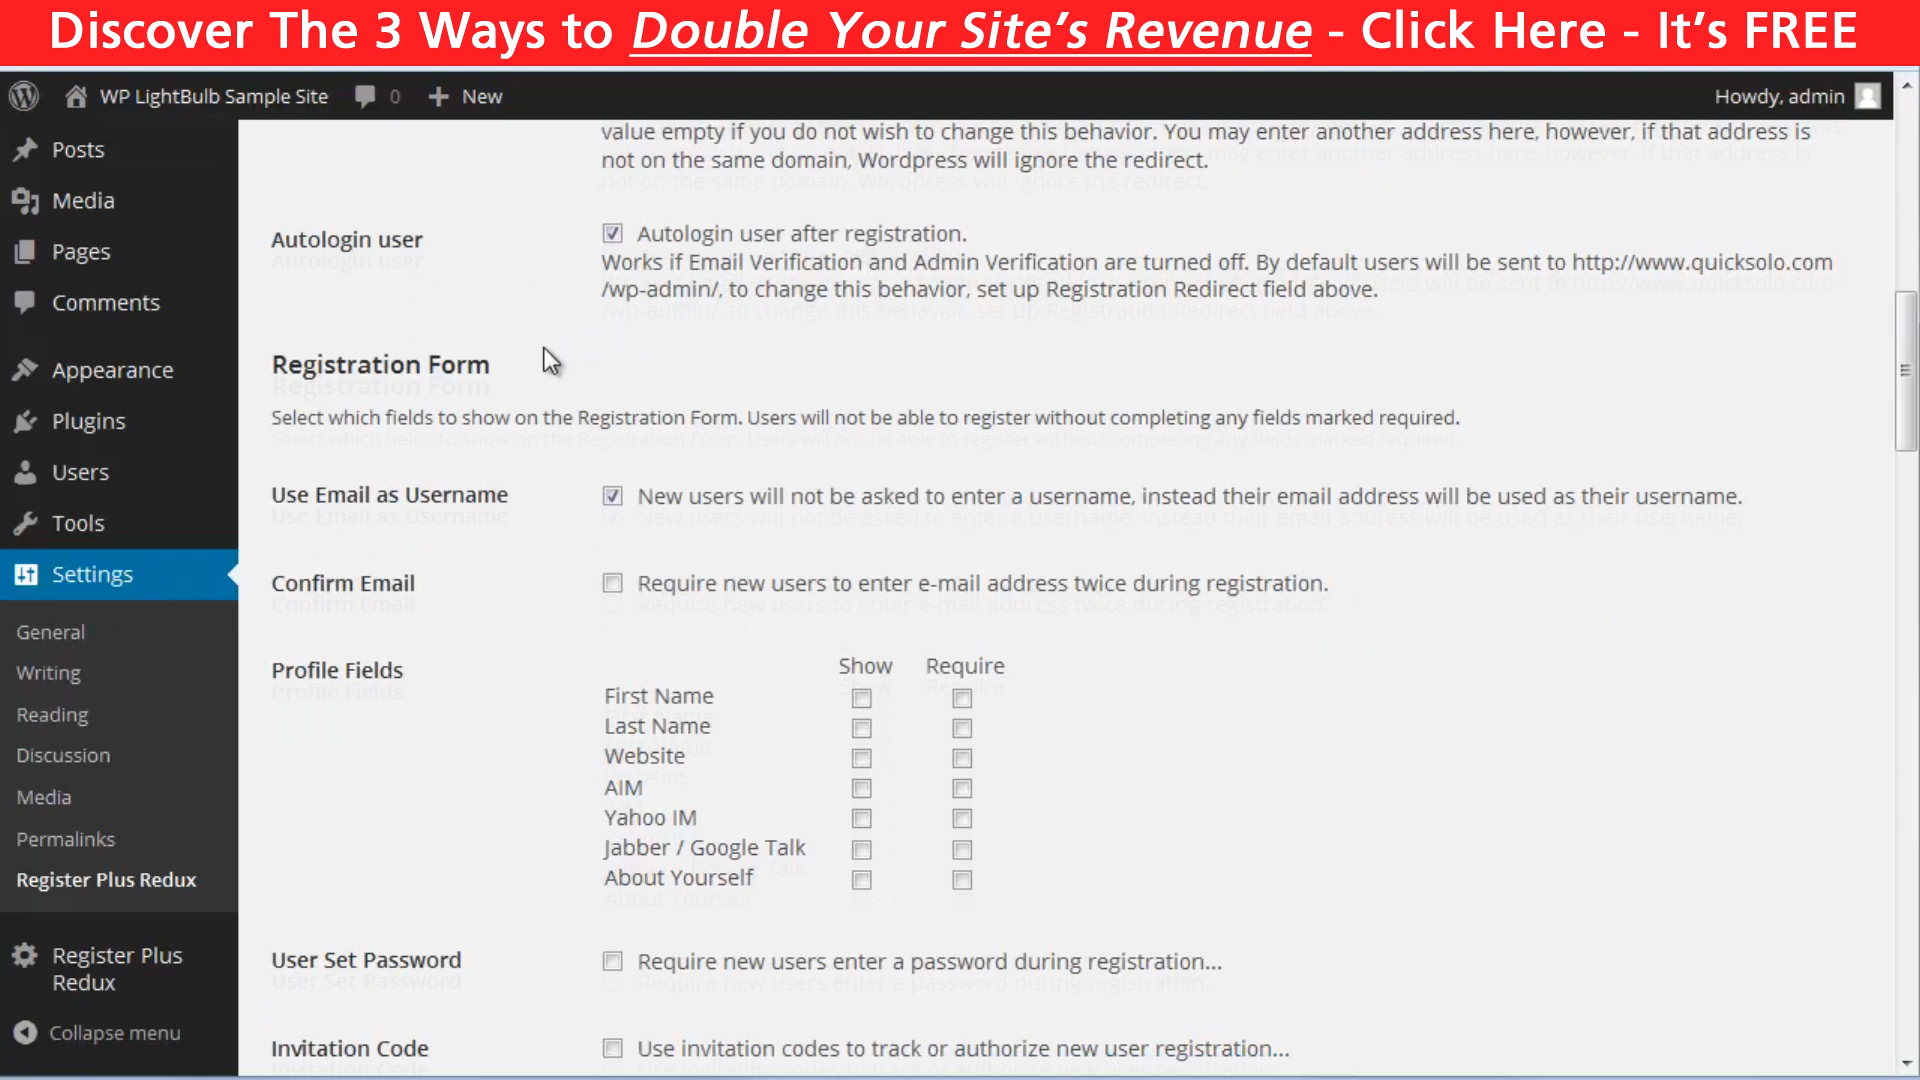 Discover The 3 Ways to Double Your Site's Revenue - Click Here - It's FREE
WP LightBulb Sample Site
0
New
Howdy, admin
Posts
Media
Pages
Comments
Appearance
Plugins
Users
Tools
Settings
General
Writing
Reading
Discussion
Media
Permalinks
Register Plus Redux
Register Plus
Redux
Collapse menu
value empty if you do not wish to change this behavior. You may enter another address here, however, if that address is
not on the same domain, Wordpress will ignore the redirect.
Autologin user
Autologin user after registration.
Works if Email Verification and Admin Verification are turned off. By default users will be sent to http://www.quicksolo.com
/wp-admin/, to change this behavior, set up Registration Redirect field above.
Registration Form
Select which fields to show on the Registration Form. Users will not be able to register without completing any fields marked required.
Use Email as Username
New users will not be asked to enter a username, instead their email address will be used as their username.
Confirm Email
Require new users to enter e-mail address twice during registration.
Profile Fields
Show Require
First Name
Last Name
Website
AIM
Yahoo IM
Jabber / Google Talk
About Yourself
User Set Password
Require new users enter a password during registration...
Invitation Code
Use invitation codes to track or authorize new user registration...